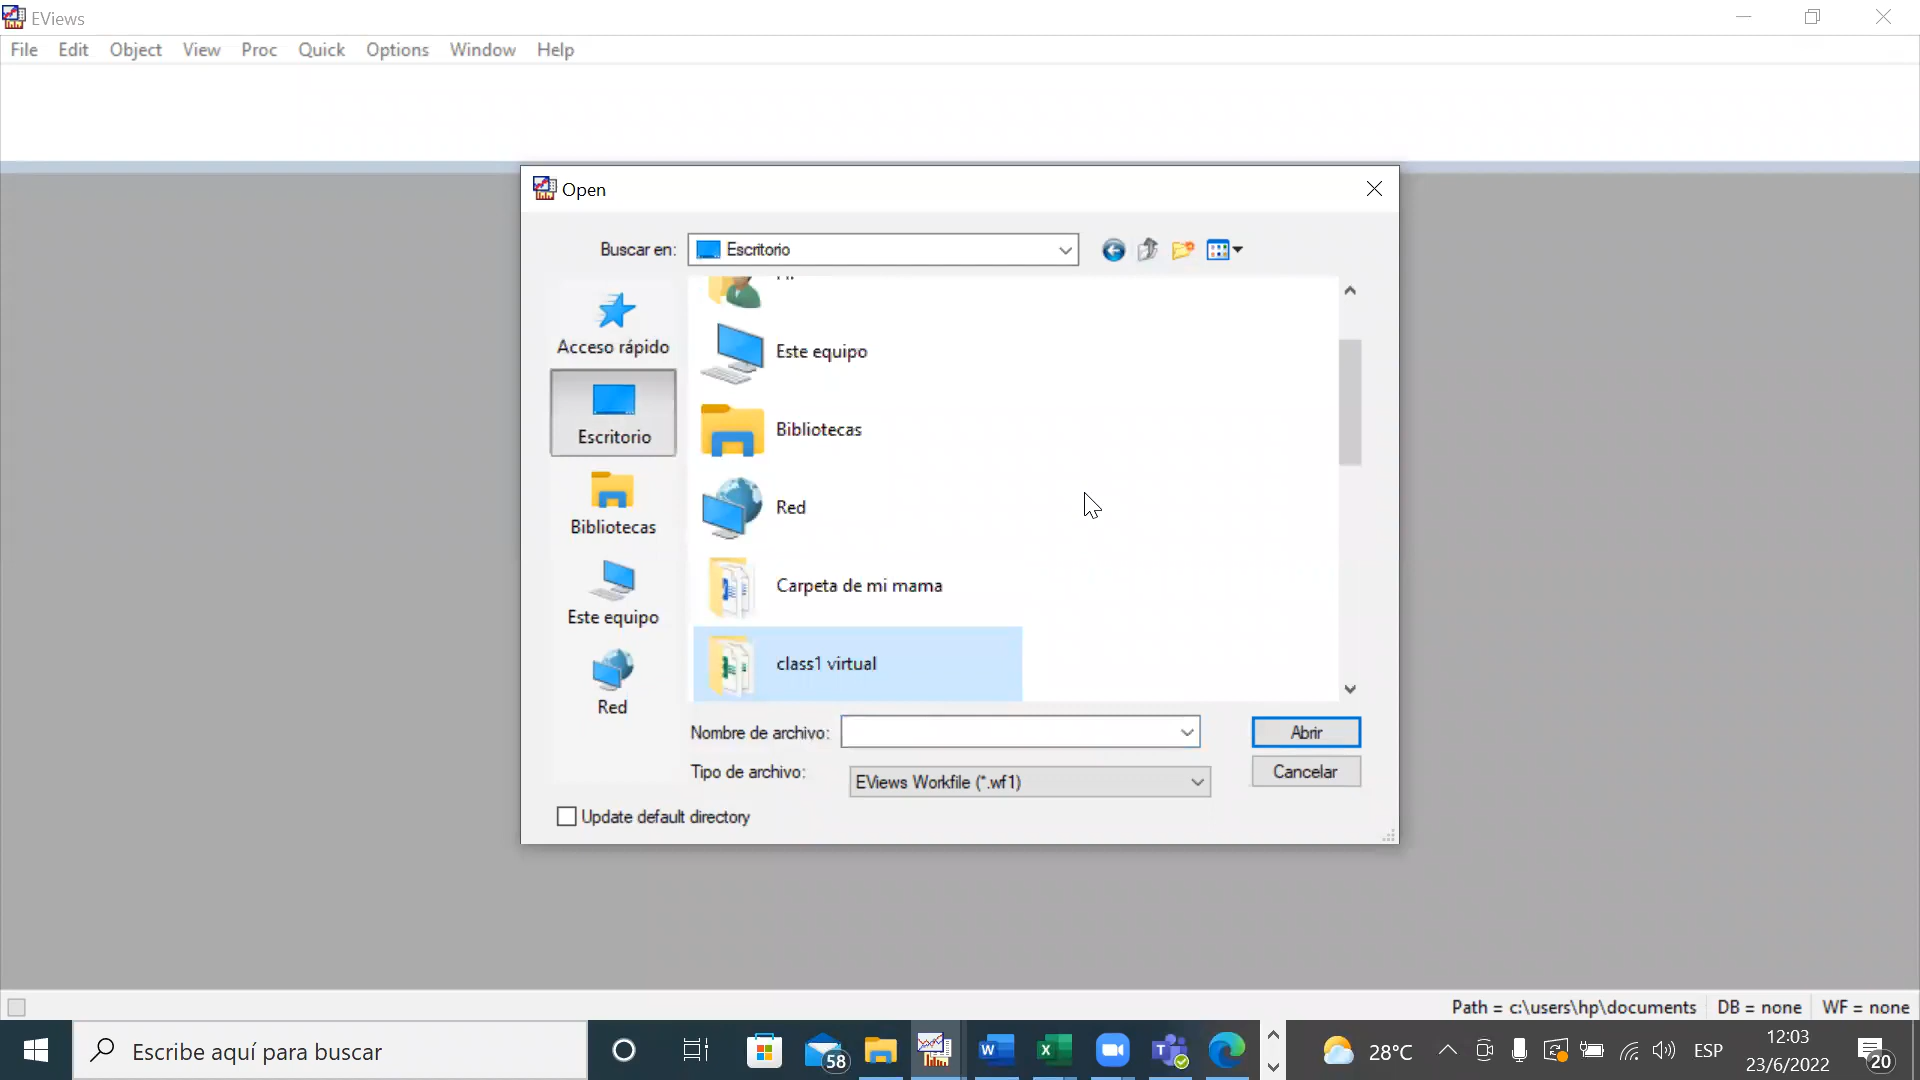 EViews
File Edit Object View Proc Quick Options Window Help
Open
Buscar en: Escritorio
Acceso rápido
Escritorio
Bibliotecas
Este equipo
Red
Este equipo
Bibliotecas
Red
Carpeta de mi mama
class1 virtual
Nombre de archivo: Abrir
Tipo de archivo: EViews Workfile (*.wf1) Cancelar
Update default directory
Path = c:\users\hp\documents DB = none WF = none
Escribe aquí para buscar 58 28°C ESP 12:03
23/6/2022 20